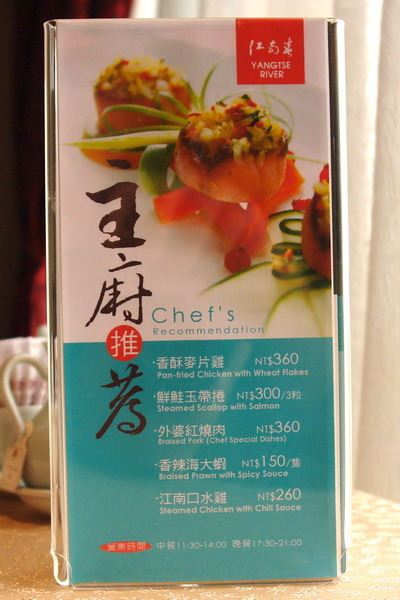 江南春
YANGTSE
RIVER
主廚
推
薦
Chef's
Recommendation
·香酥麥片雞 NT$360
Pan-fried Chicken with Wheat Flakes
·鮮鮭玉帶捲 NT$300/3粒
Steamed Scallop with Salmon
·外婆紅燒肉 NT$360
Braised Pork (Chef Special Dishes)
·香辣海大蝦 NT$150/隻
Braised Prawn with Spicy Souce
·江南口水雞 NT$260
Steamed Chicken with Chili Sauce
營業時間 中餐11:30-14:00 晚餐17:30-21:00